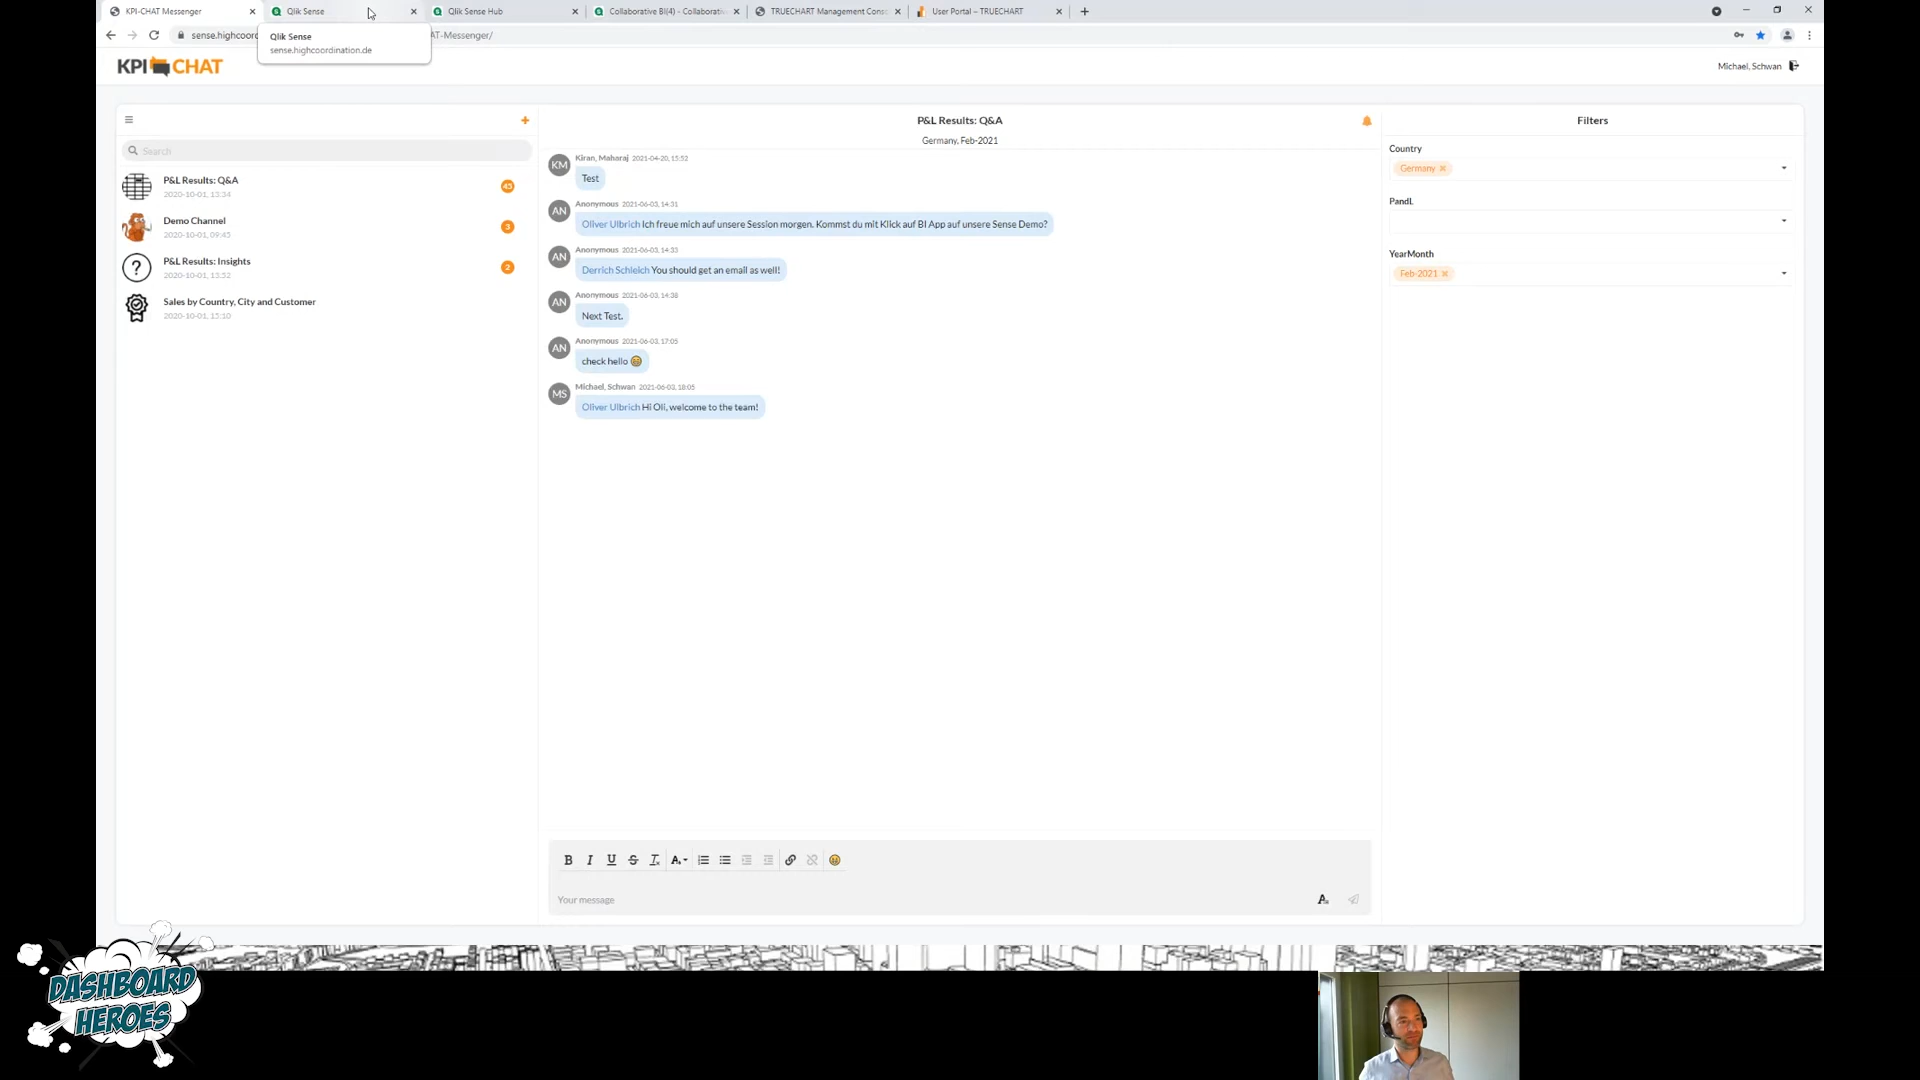 KPI-CHAT Messenger
Qlik Sense
Qlik Sense Hub
Collaborative BI(4) - Collaborativ
TRUECHART Management Consc
User Portal – TRUECHART
sense.highcoord
AT-Messenger/
Qlik Sense
sense.highcoordination.de
KPI CHAT
Michael, Schwan
Search
P&L Results: Q&A
2020-10-01, 13:34
45
Demo Channel
2020-10-01, 09:45
3
P&L Results: Insights
2020-10-01, 13:32
2
Sales by Country, City and Customer
2020-10-01, 15:10
P&L Results: Q&A
Germany, Feb-2021
KM
Kiran, Maharaj 2021-04-20, 15:52
Test
AN
Anonymous 2021-06-03, 14:31
Oliver Ulbrich Ich freue mich auf unsere Session morgen. Kommst du mit Klick auf BI App auf unsere Sense Demo?
AN
Anonymous 2021-06-03, 14:33
Derrich Schleich You should get an email as well!
AN
Anonymous 2021-06-03, 14:38
Next Test.
AN
Anonymous 2021-06-03, 17:05
check hello
MS
Michael, Schwan 2021-06-03, 18:05
Oliver Ulbrich Hi Oli, welcome to the team!
Your message
Filters
Country
Germany
PandL
YearMonth
Feb-2021
DASHBOARD
HEROES